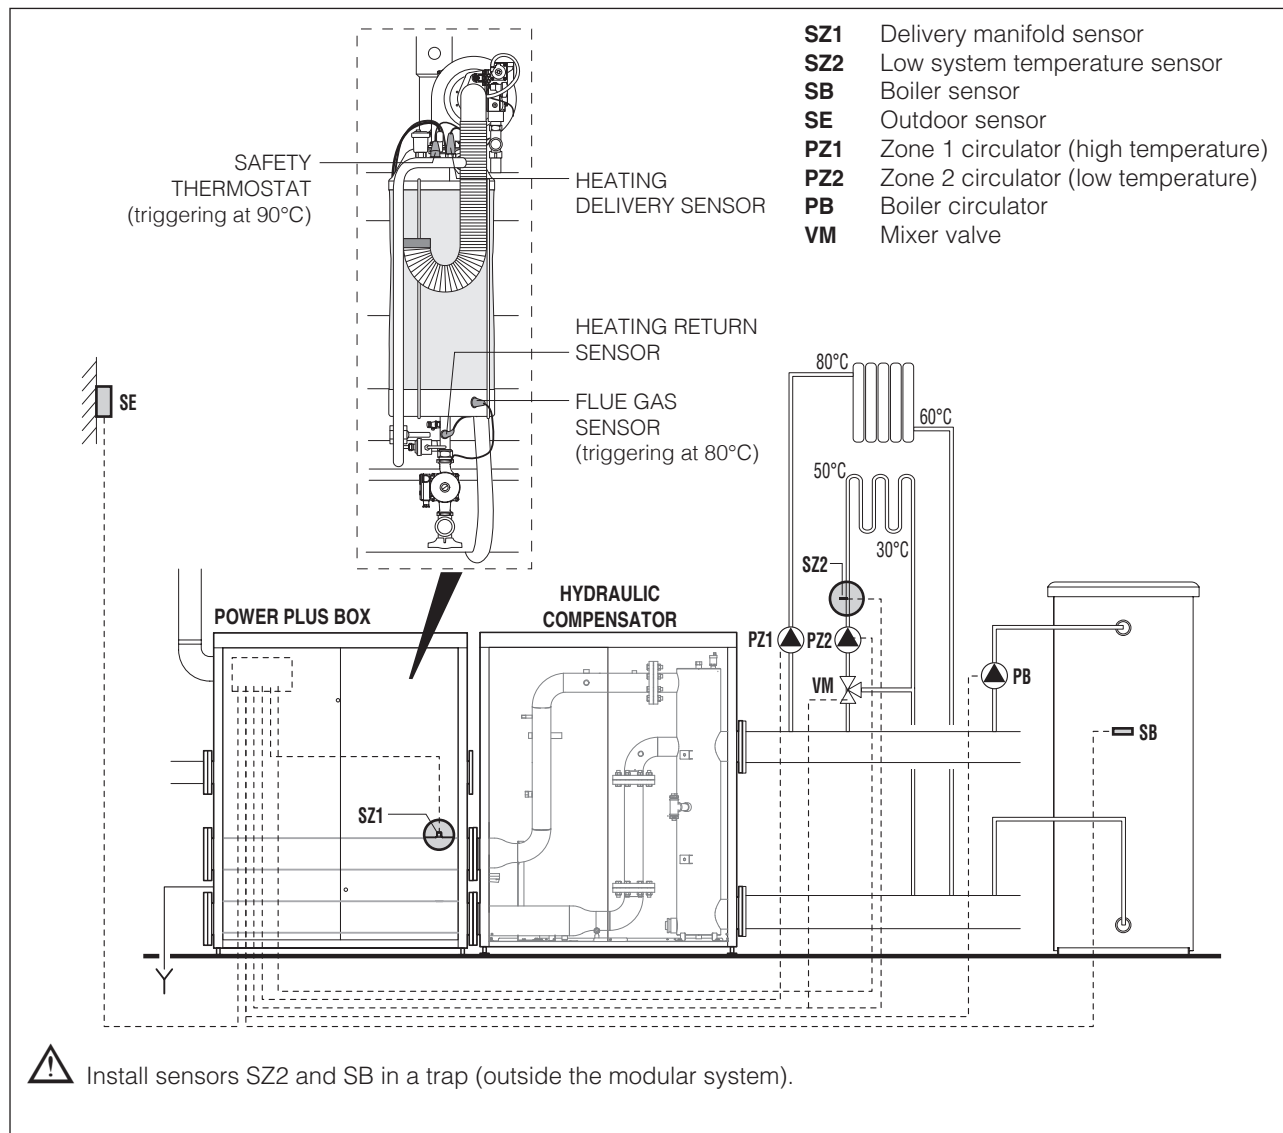 SZ1 Delivery manifold sensor
SZ2 Low system temperature sensor
SB Boiler sensor
SE Outdoor sensor
PZ1 Zone 1 circulator (high temperature)
PZ2 Zone 2 circulator (low temperature)
PB Boiler circulator
VM Mixer valve
SAFETY
THERMOSTAT
(triggering at 90°C)
HEATING
DELIVERY SENSOR
HEATING RETURN
SENSOR
FLUE GAS
SENSOR
(triggering at 80°C)
SE
80°C
60°C
50°C
30°C
SZ2
POWER PLUS BOX
HYDRAULIC
COMPENSATOR
PZ1
PZ2
VM
PB
SB
SZ1
Install sensors SZ2 and SB in a trap (outside the modular system).